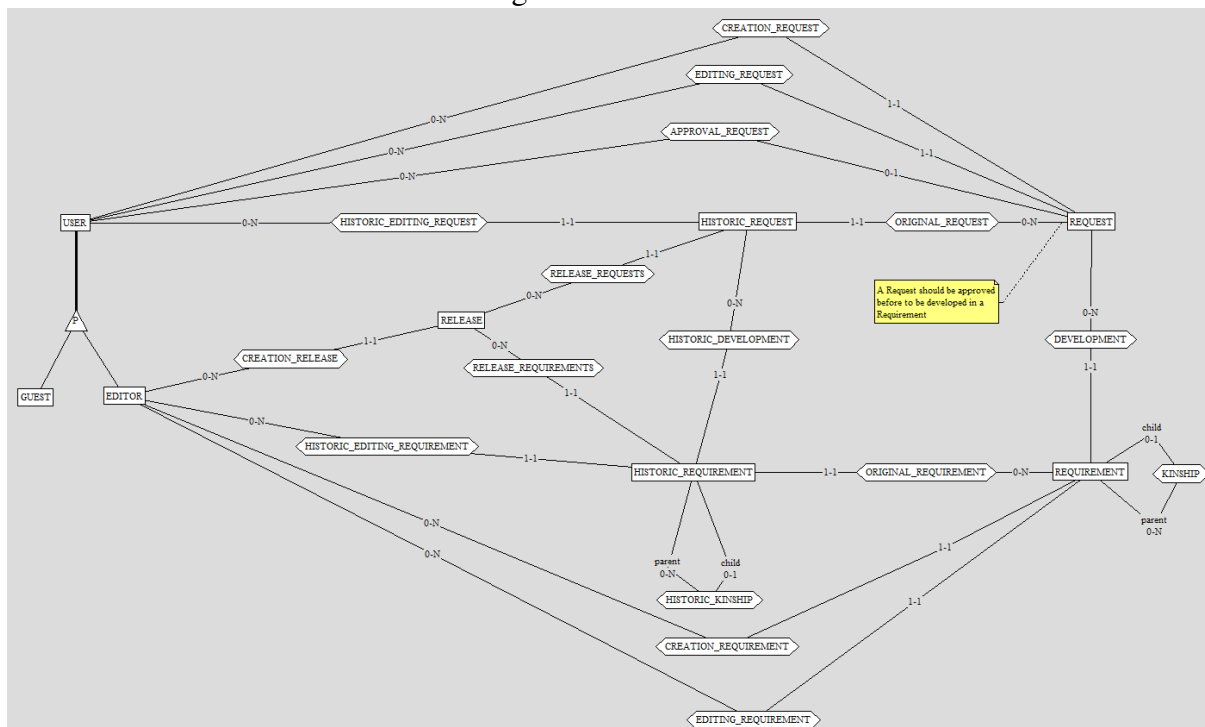 g
CREATION_REQUEST
EDITING_REQUEST
0-N
1-1
APPROVAL_REQUEST
0-N
1-1
0-N
0-1
USER
0-N
HISTORIC_EDITING_REQUEST
1-1
HISTORIC_REQUEST
1-1
ORIGINAL_REQUEST
0-N
REQUEST
1-1
RELEASE_REQUESTS
0-N
A Request should be approved
before to be developed in a
Requirement
0-N
0-N
P
RELEASE
0-N
1-1
0-N
HISTORIC_DEVELOPMENT
DEVELOPMENT
CREATION_RELEASE
RELEASE_REQUIREMENTS
0-N
1-1
1-1
1-1
GUEST
EDITOR
0-N
child
0-1
HISTORIC_EDITING_REQUIREMENT
1-1
HISTORIC_REQUIREMENT
1-1
ORIGINAL_REQUIREMENT
0-N
REQUIREMENT
KINSHIP
parent
0-N
0-N
1-1
0-N
parent
0-N
child
0-1
HISTORIC_KINSHIP
1-1
CREATION_REQUIREMENT
EDITING_REQUIREMENT